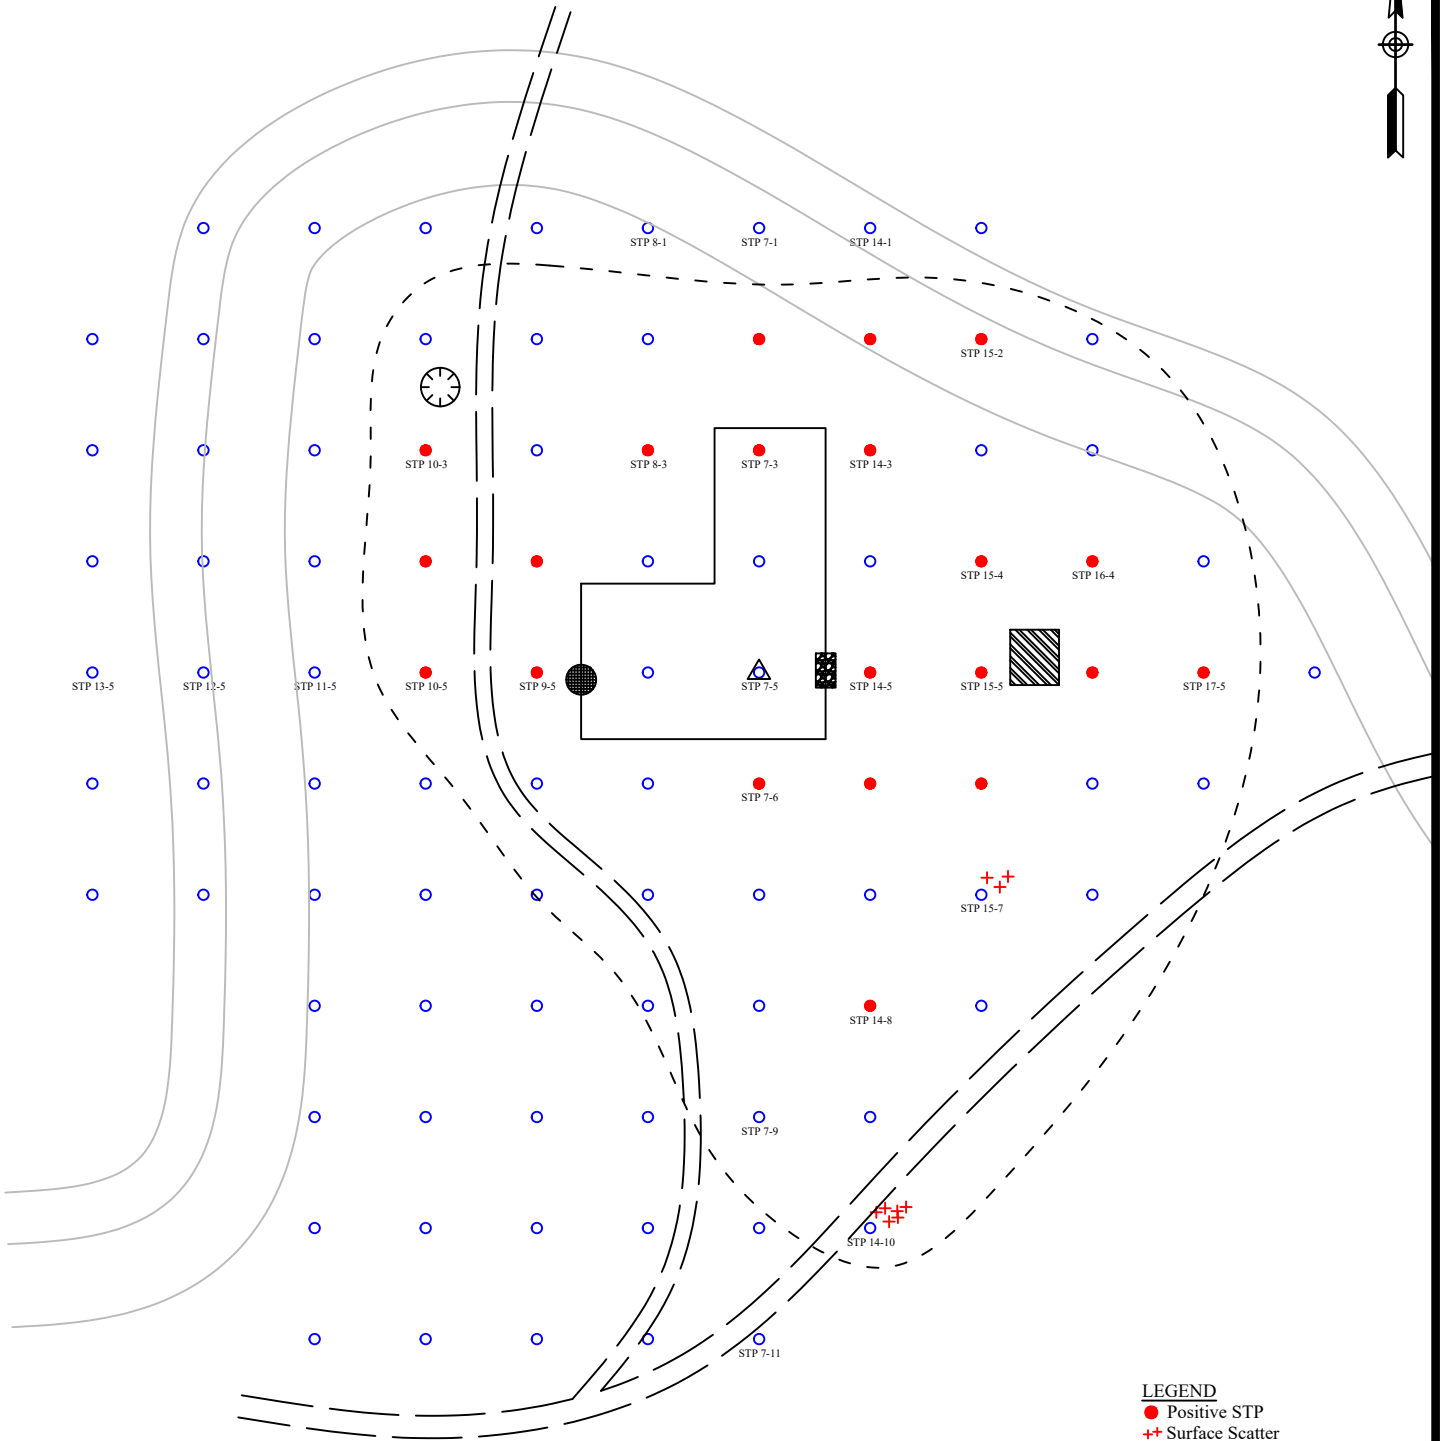 STP 8-1 STP 7-1 STP 14-1
STP 15-2
STP 10-3 STP 8-3 STP 7-3 STP 14-3
STP 15-4 STP 16-4
STP 13-5 STP 12-5 STP 11-5 STP 10-5 STP 9-5 STP 7-5 STP 14-5 STP 15-5 STP 17-5
STP 7-6
STP 15-7
STP 14-8
STP 7-9
STP 14-10
STP 7-11
LEGEND
Positive STP
Surface Scatter